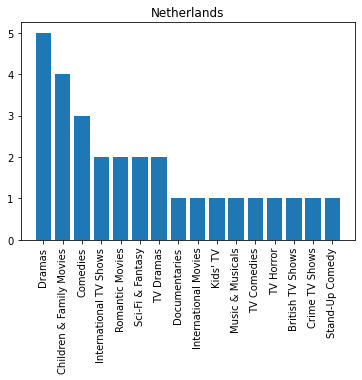 Netherlands
5
4
3
2
1
0
Dramas
Children & Family Movies
Comedies
International TV Shows
Romantic Movies
Sci-Fi & Fantasy
TV Dramas
Documentaries
International Movies
Kids' TV
Music & Musicals
TV Comedies
TV Horror
British TV Shows
Crime TV Shows
Stand-Up Comedy